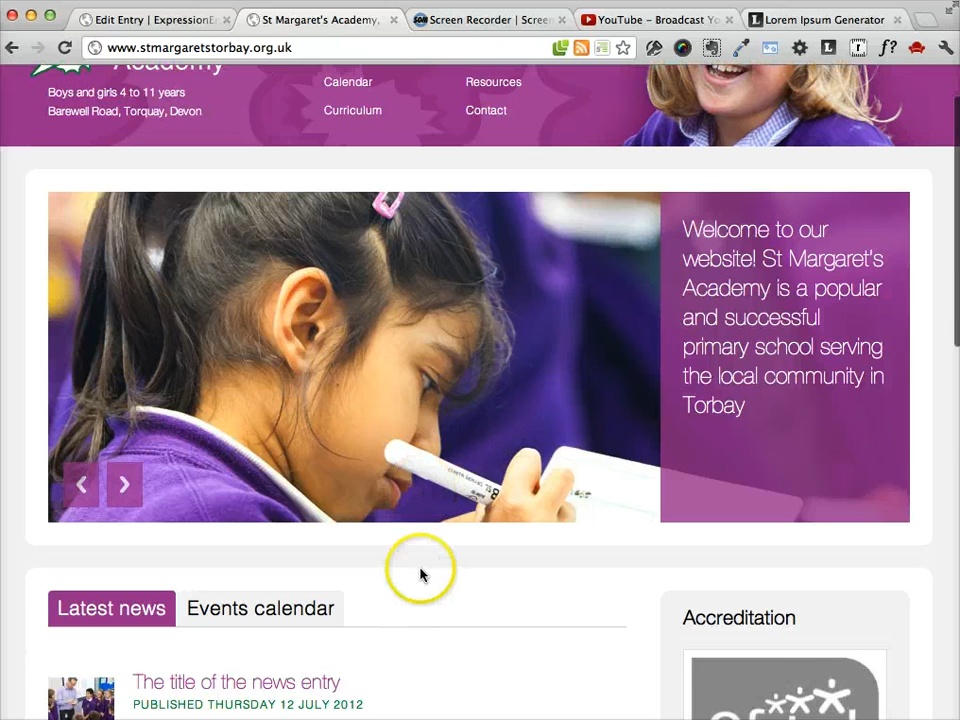 Edit Entry | ExpressionE
St Margaret's Academy,
Screen Recorder | Screen
YouTube - Broadcast Yo
Lorem Ipsum Generator
www.stmargaretstorbay.org.uk
Academy
Boys and girls 4 to 11 years
Barewell Road, Torquay, Devon
Calendar
Resources
Curriculum
Contact
Welcome to our
website! St Margaret's
Academy is a popular
and successful
primary school serving
the local community in
Torbay
Latest news
Events calendar
Accreditation
The title of the news entry
PUBLISHED THURSDAY 12 JULY 2012